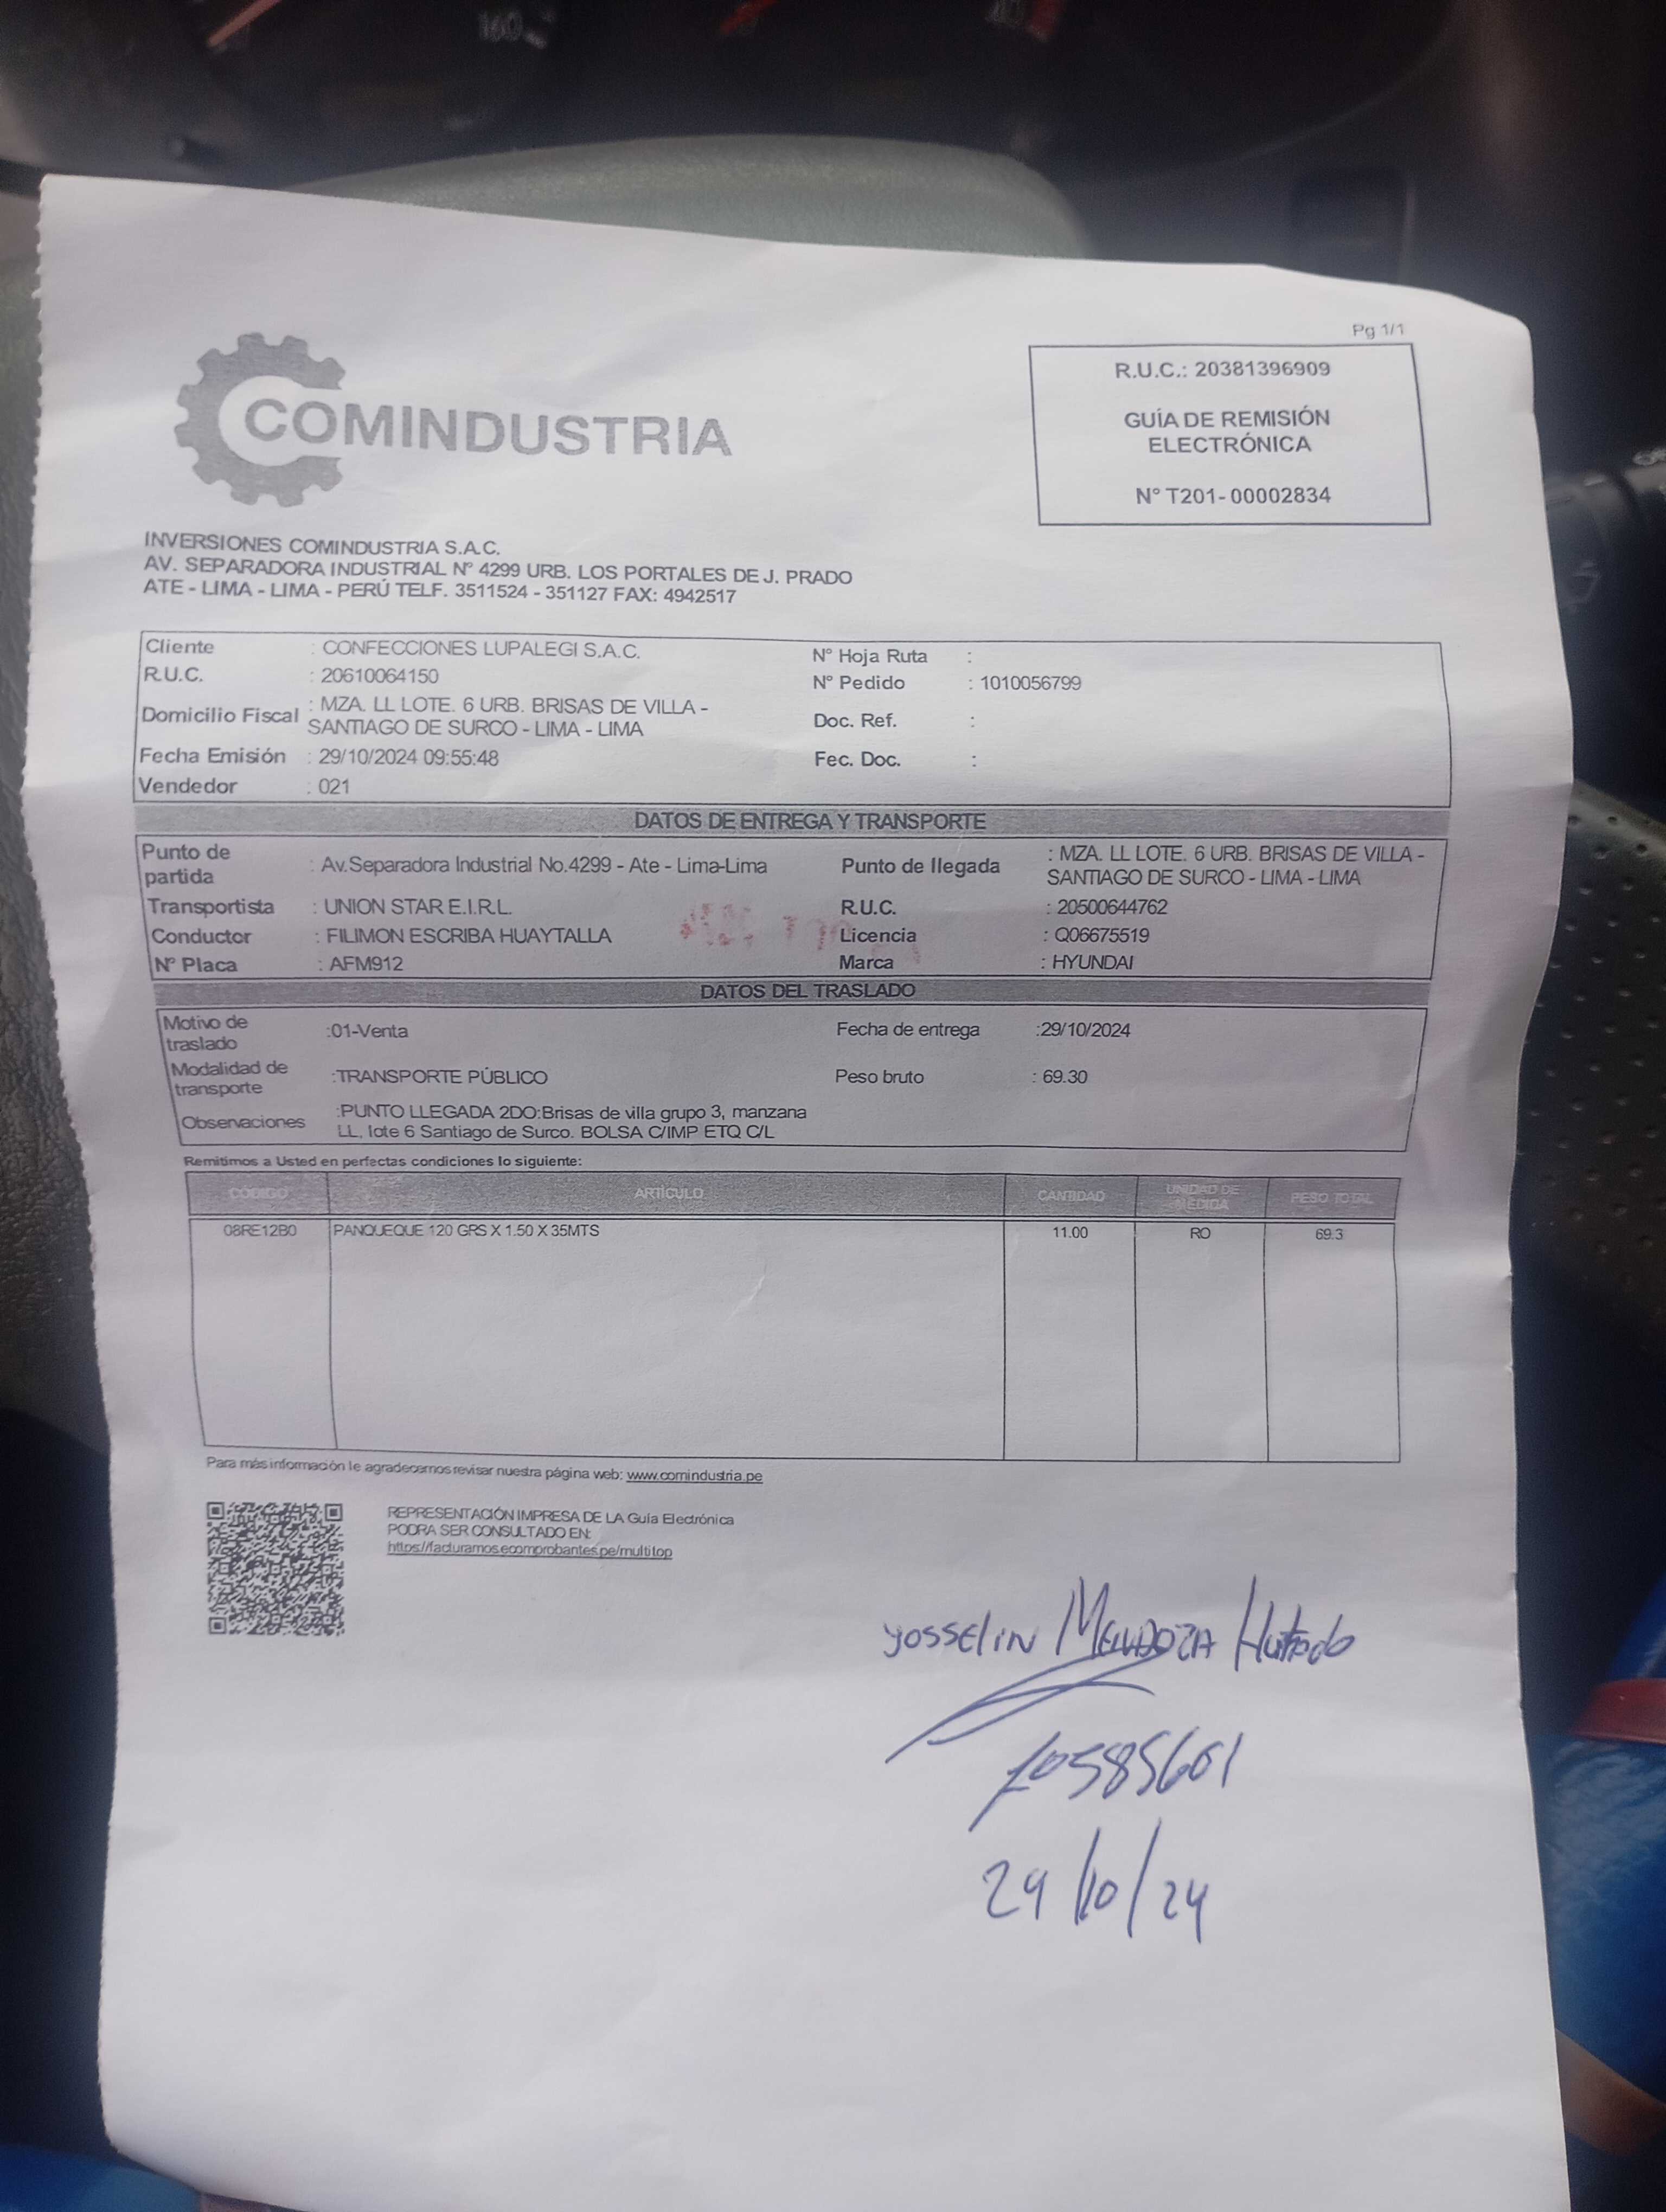 160
Pg 1/1
R.U.C.: 20381396909
GUÍA DE REMISIÓN
ELECTRÓNICA
N° T201- 00002834
COMINDUSTRIA
INVERSIONES COMINDUSTRIA S.A.C.
AV. SEPARADORA INDUSTRIAL N° 4299 URB. LOS PORTALES DE J. PRADO
ATE - LIMA - LIMA - PERÚ TELF. 3511524 - 351127 FAX: 4942517
Cliente : CONFECCIONES LUPALEGI S.A.C.
R.U.C. : 20610064150
Domicilio Fiscal : MZA. LL LOTE. 6 URB. BRISAS DE VILLA -
SANTIAGO DE SURCO - LIMA - LIMA
Fecha Emisión : 29/10/2024 09:55:48
Vendedor : 021
N° Hoja Ruta :
N° Pedido : 1010056799
Doc. Ref. :
Fec. Doc. :
DATOS DE ENTREGA Y TRANSPORTE
Punto de
partida : Av.Separadora Industrial No.4299 - Ate - Lima-Lima
Punto de llegada : MZA. LL LOTE. 6 URB. BRISAS DE VILLA -
SANTIAGO DE SURCO - LIMA - LIMA
Transportista : UNION STAR E.I.R.L. R.U.C. : 20500644762
Conductor : FILIMON ESCRIBA HUAYTALLA Licencia : Q06675519
N° Placa : AFM912 Marca : HYUNDAI
DATOS DEL TRASLADO
Motivo de
traslado :01-Venta Fecha de entrega :29/10/2024
Modalidad de
transporte :TRANSPORTE PÚBLICO Peso bruto : 69.30
Observaciones :PUNTO LLEGADA 2DO:Brisas de villa grupo 3, manzana
LL, lote 6 Santiago de Surco. BOLSA C/IMP ETQ C/L
Remitimos a Usted en perfectas condiciones lo siguiente:
CÓDIGO ARTÍCULO CANTIDAD UNIDAD DE MEDIDA PESO TOTAL
08RE12B0 PANQUEQUE 120 GRS X 1.50 X 35MTS 11.00 RO 69.3
Para más información le agradecemos revisar nuestra página web: www.comindustria.pe
REPRESENTACIÓN IMPRESA DE LA Guía Electrónica
PODRA SER CONSULTADO EN:
https://facturamos.ecomprobantes.pe/multitop
yosselin MENDOZA Hurtado
70585601
29/10/24